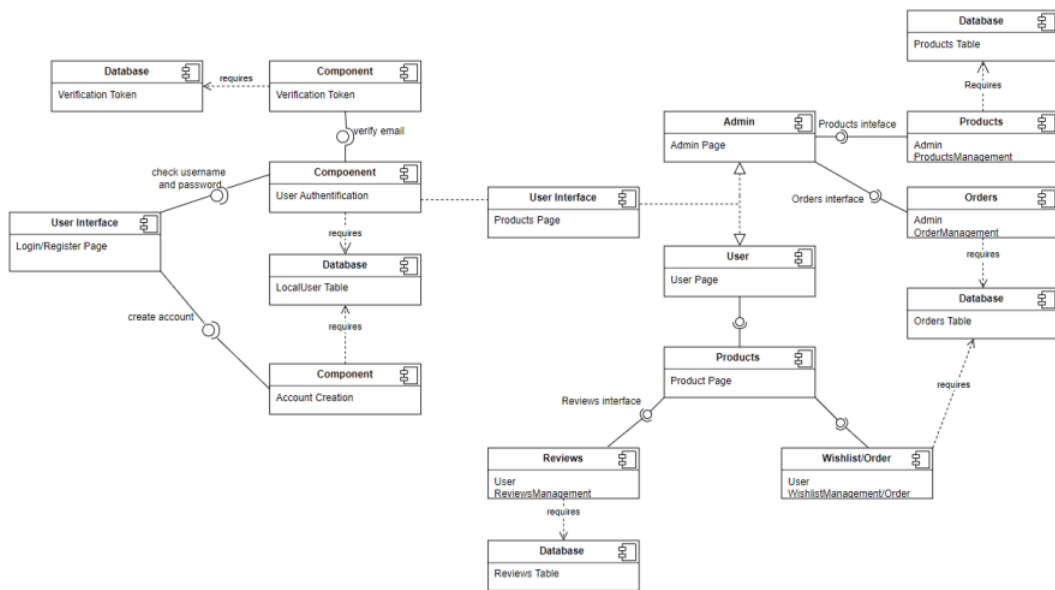 Database
Products Table
Requires
Database
Verification Token
requires
Component
Verification Token
verify email
Admin
Admin Page
Products inteface
Products
Admin
ProductsManagement
check username
and password
Compoenent
User Authentification
User Interface
Products Page
Orders interface
Orders
Admin
OrderManagement
User Interface
Login/Register Page
requires
requires
Database
LocalUser Table
User
User Page
Database
Orders Table
create account
requires
Component
Account Creation
Products
Product Page
requires
Reviews interface
Reviews
User
ReviewsManagement
Wishlist/Order
User
WishlistManagement/Order
requires
Database
Reviews Table